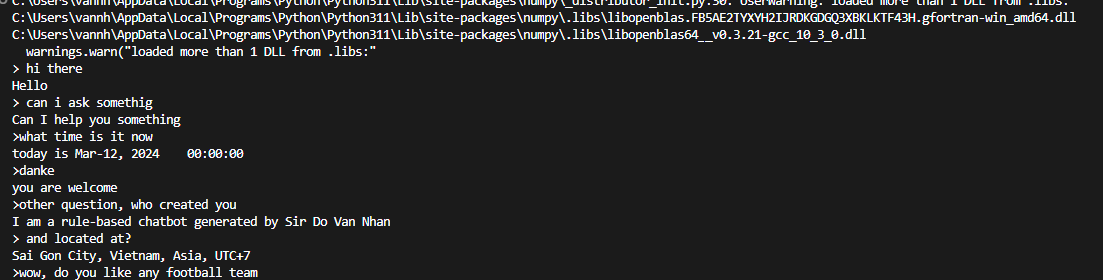 C:\Users\vannh\AppData\Local\Programs\Python\Python311\Lib\site-packages\numpy\_distributor_init.py:30: UserWarning: loaded more than 1 DLL from .libs:
C:\Users\vannh\AppData\Local\Programs\Python\Python311\Lib\site-packages\numpy\.libs\libopenblas.FB5AE2TYXYH2IJRDKGDGQ3XBKLKTF43H.gfortran-win_amd64.dll
C:\Users\vannh\AppData\Local\Programs\Python\Python311\Lib\site-packages\numpy\.libs\libopenblas64__v0.3.21-gcc_10_3_0.dll
  warnings.warn("loaded more than 1 DLL from .libs:"
> hi there
Hello
> can i ask somethig
Can I help you something
>what time is it now
today is Mar-12, 2024    00:00:00
>danke
you are welcome
>other question, who created you
I am a rule-based chatbot generated by Sir Do Van Nhan
> and located at?
Sai Gon City, Vietnam, Asia, UTC+7
>wow, do you like any football team